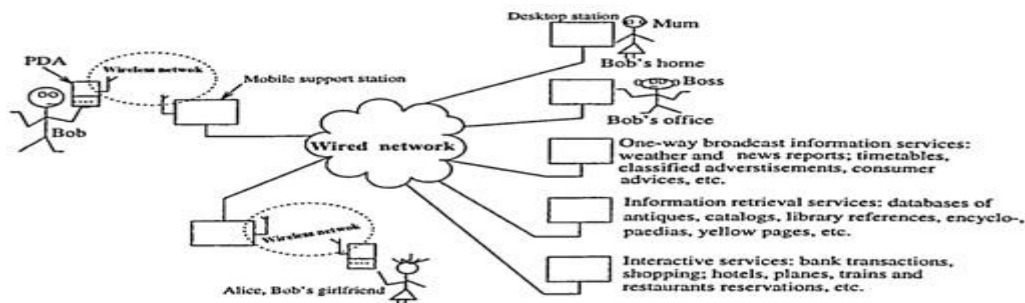 Desktop station
Mum
Bob's home
PDA
Wireless netwok
Mobile support station
Bob
Boss
Bob's office
Wired network
One-way broadcast information services:
weather and news reports; timetables,
classified adverstisements, consumer
advices, etc.
Information retrieval services: databases of
antiques, catalogs, library references, encyclo-
paedias, yellow pages, etc.
Wireless netwok
Interactive services: bank transactions,
shopping; hotels, planes, trains and
restaurants reservations, etc.
Alice, Bob's girlfriend